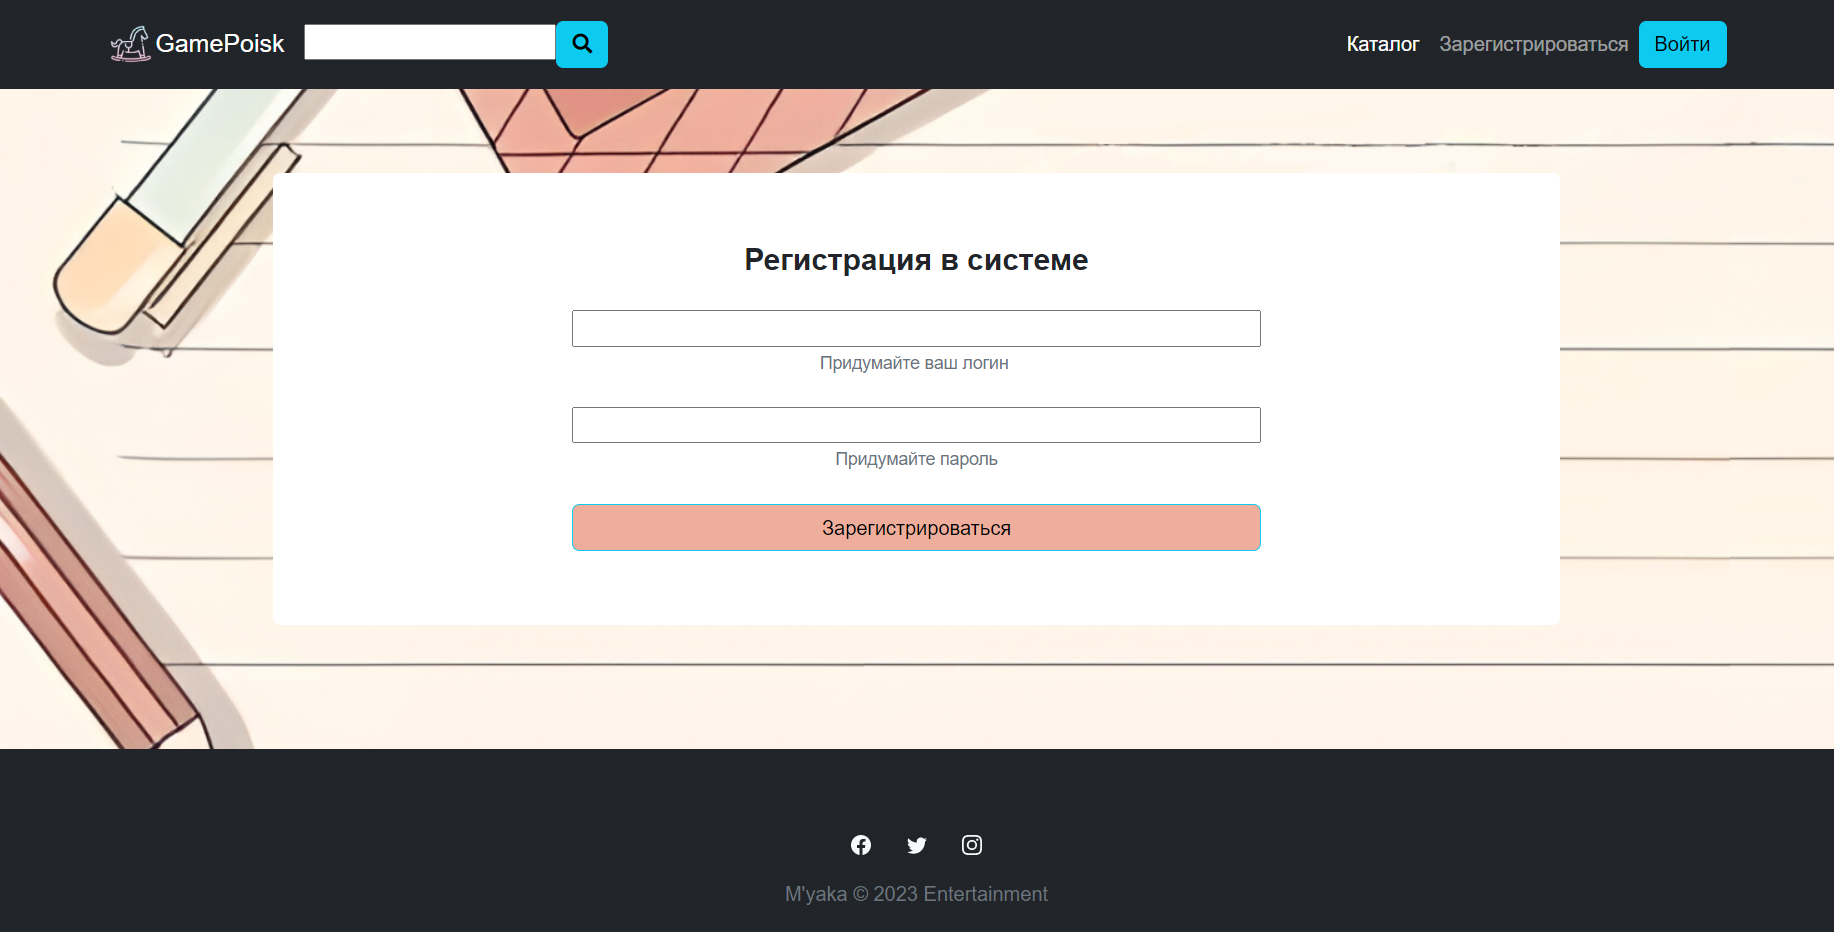 GamePoisk
Каталог
Зарегистрироваться
Войти
Регистрация в системе
Придумайте ваш логин
Придумайте пароль
Зарегистрироваться
M'yaka © 2023 Entertainment